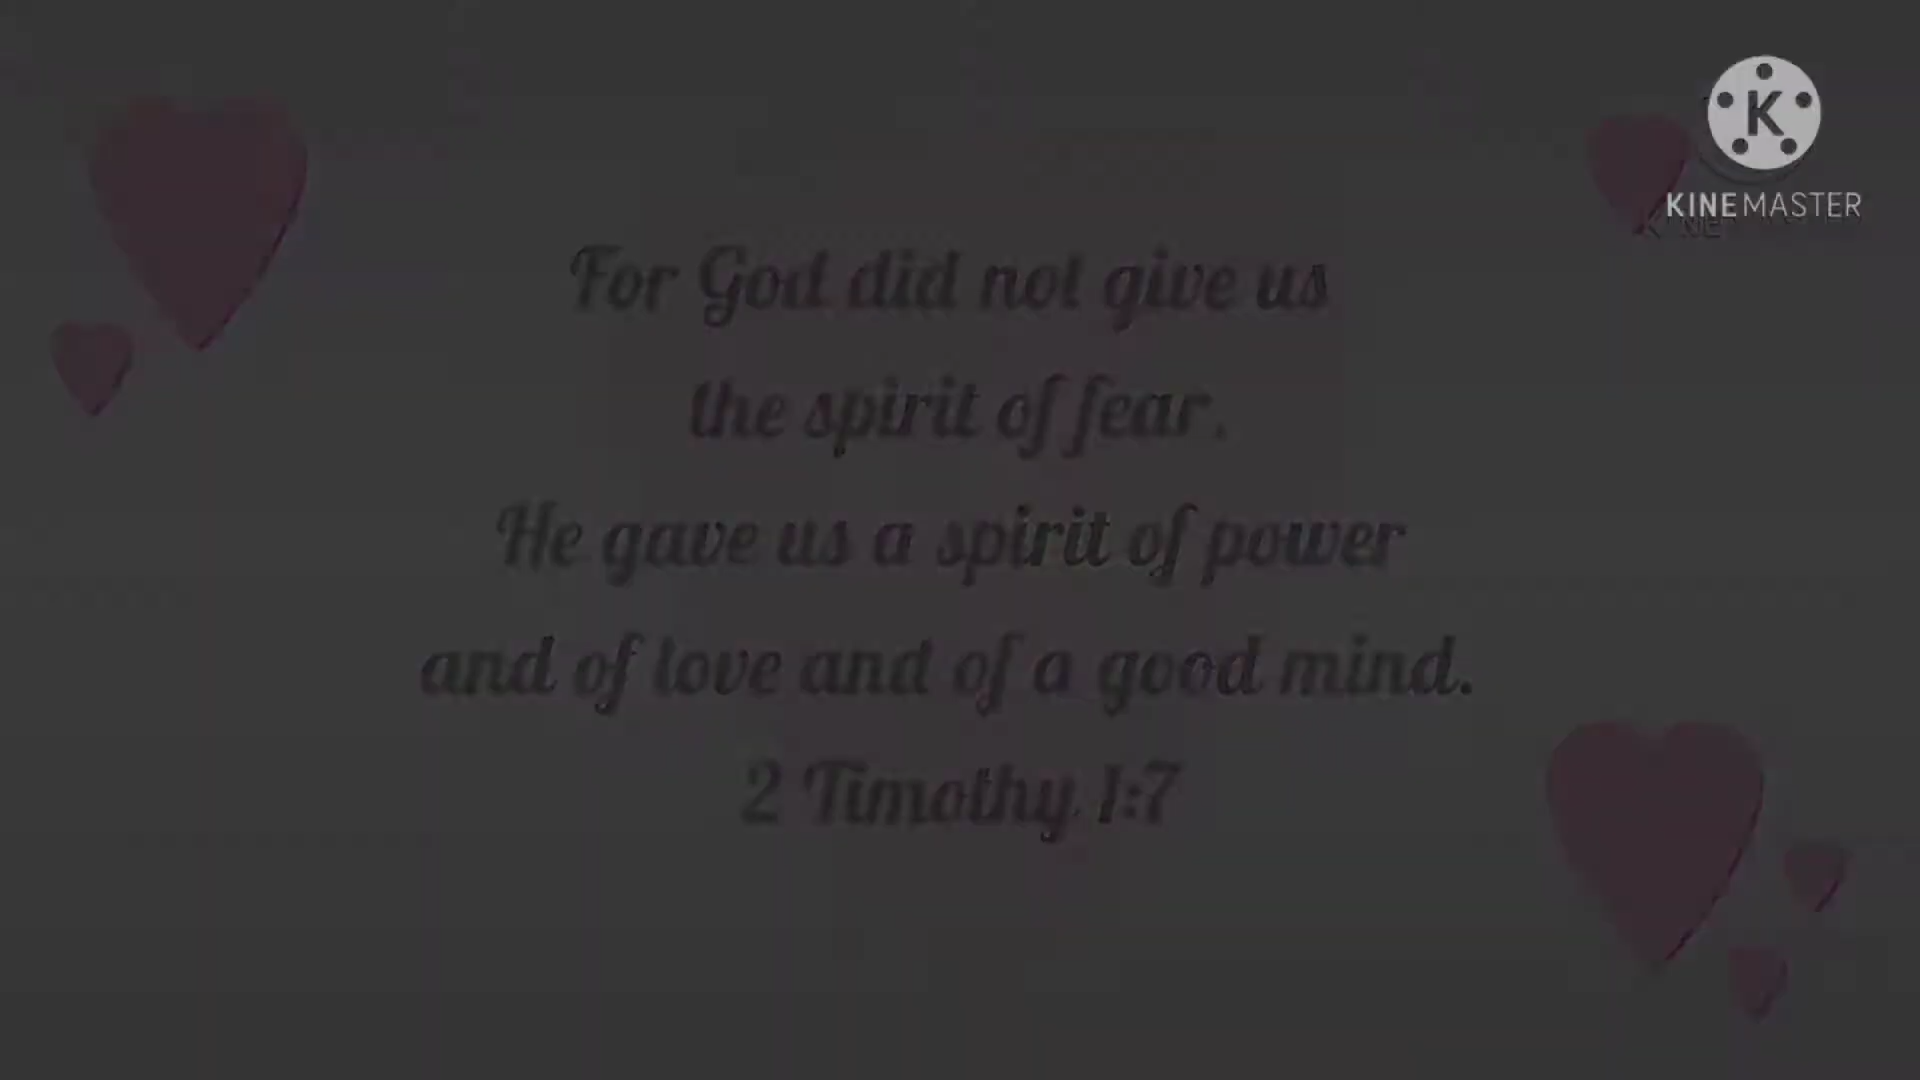 K
KINEMASTER
For God did not give us
the spirit of fear.
He gave us a spirit of power
and of love and of a good mind.
2 Timothy 1:7